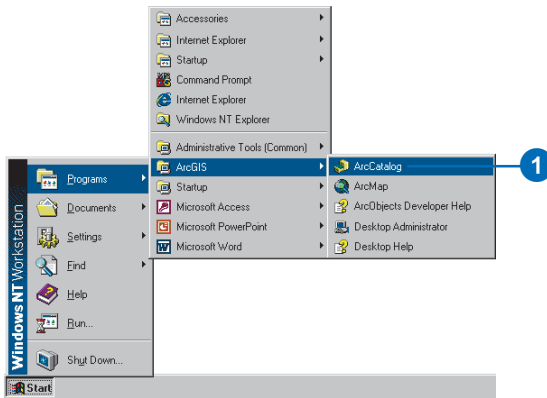 Accessories
Internet Explorer
Startup
Command Prompt
Internet Explorer
Windows NT Explorer
Administrative Tools (Common)
ArcGIS
Startup
Microsoft Access
Microsoft PowerPoint
Microsoft Word
ArcCatalog
ArcMap
ArcObjects Developer Help
Desktop Administrator
Desktop Help
1
Programs
Documents
Settings
Find
Help
Run...
Shut Down...
Windows NT Workstation
Start